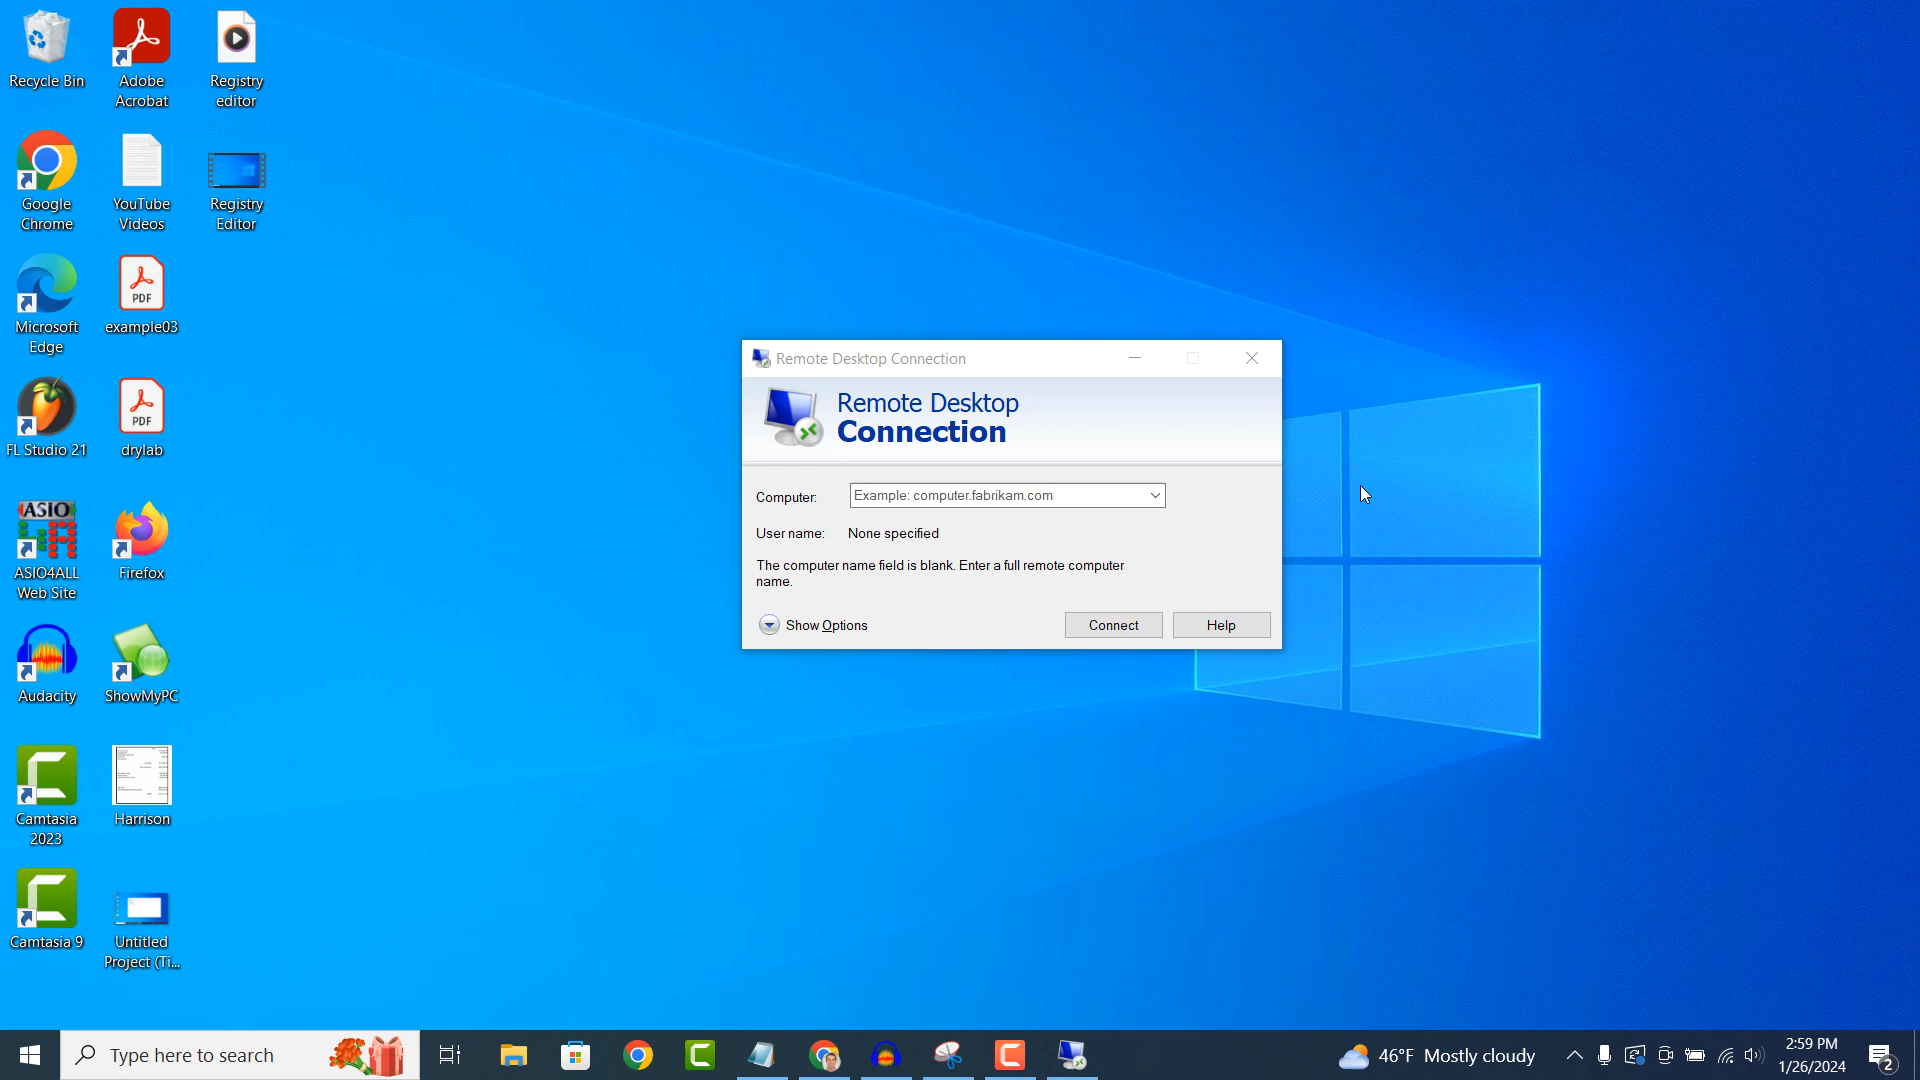 Recycle Bin
Adobe
Acrobat
Registry
editor
Google
Chrome
YouTube
Videos
Registry
Editor
Microsoft
Edge
PDF
example03
FL Studio 21
PDF
drylab
ASIO
ASIO4ALL
Web Site
Firefox
Audacity
ShowMyPC
Camtasia
2023
Harrison
Camtasia 9
Untitled
Project (Ti...
Remote Desktop Connection
Remote Desktop
Connection
Computer:
Example: computer.fabrikam.com
User name:
None specified
The computer name field is blank. Enter a full remote computer
name.
Show Options
Connect
Help
Type here to search
46°F Mostly cloudy
2:59 PM
1/26/2024
2